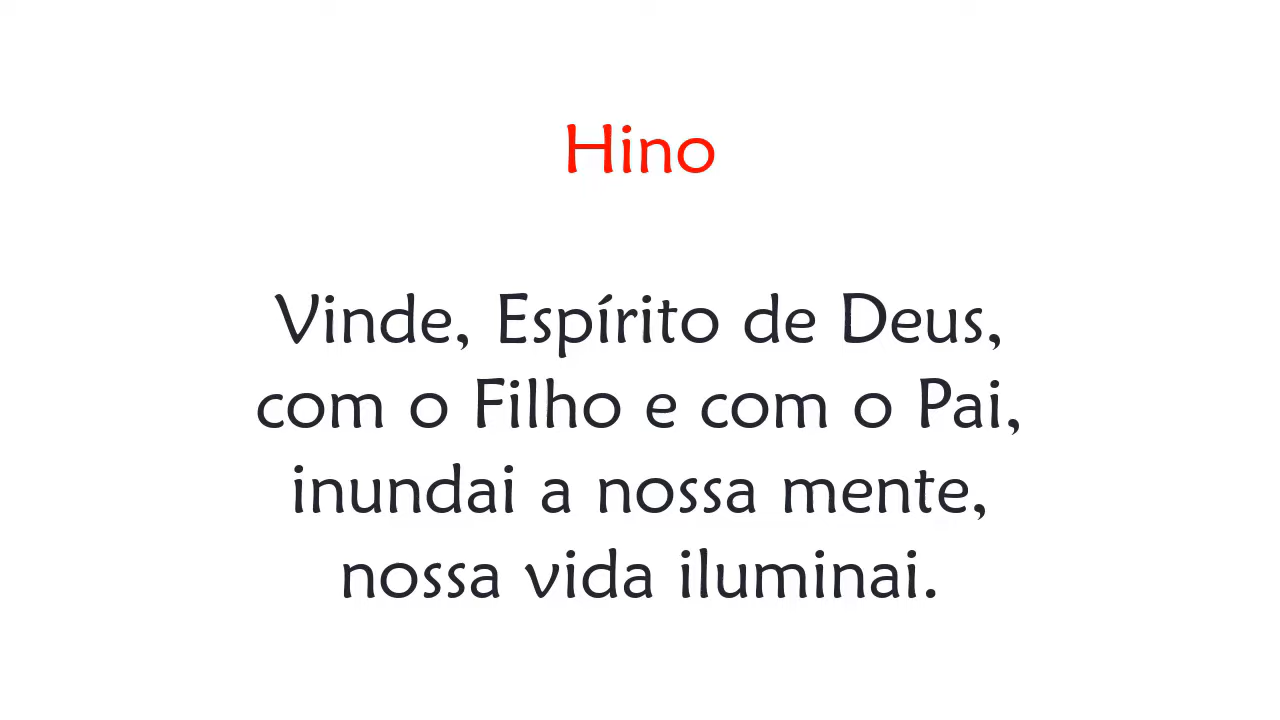 Hino
Vinde, Espírito de Deus,
com o Filho e com o Pai,
inundai a nossa mente,
nossa vida iluminai.